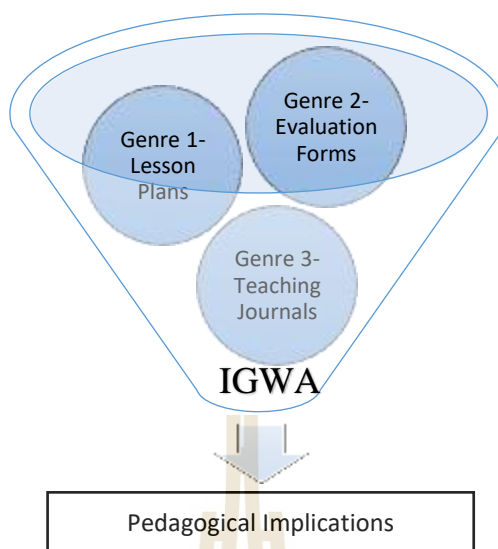 Genre 1-
Lesson
Plans
Genre 2-
Evaluation
Forms
Genre 3-
Teaching
Journals
IGWA
Pedagogical Implications